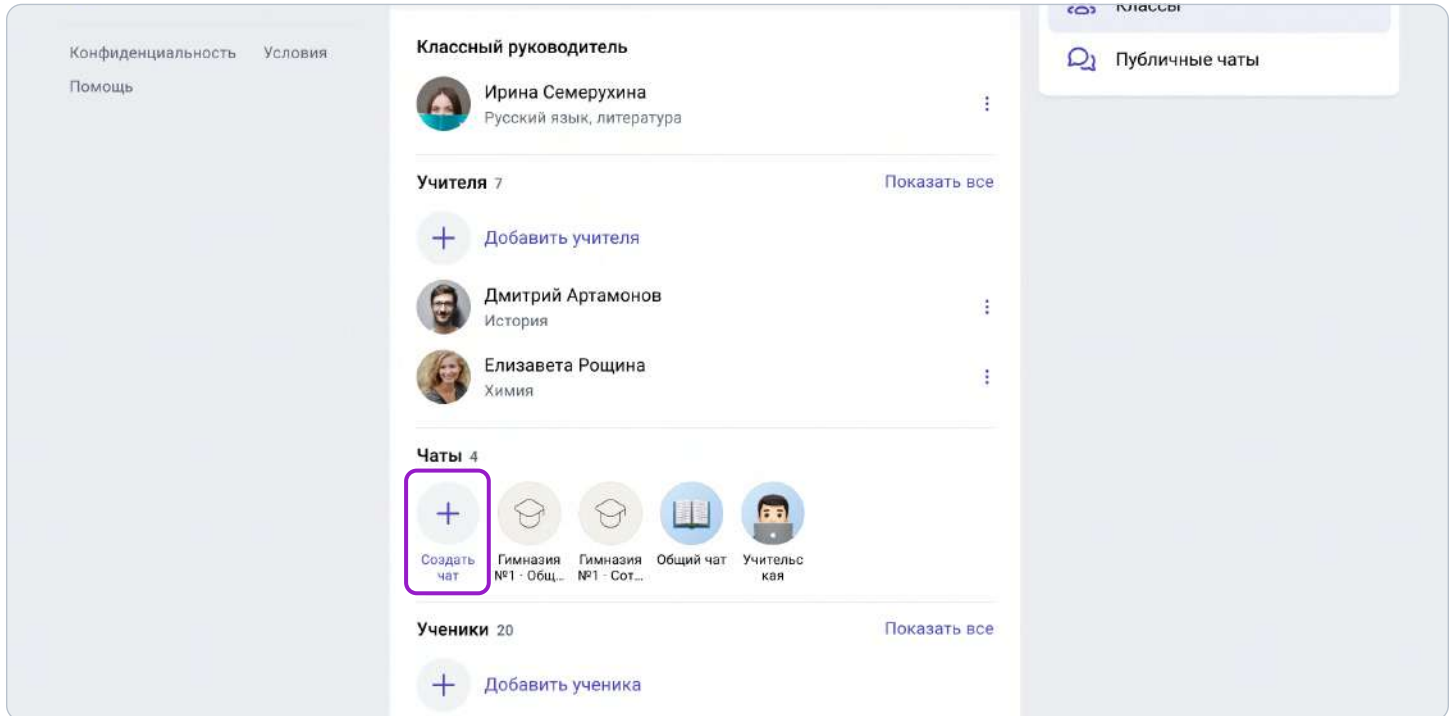 Конфиденциальность Условия
Помощь
Классный руководитель
Ирина Семерухина
Русский язык, литература
Учителя 7
Показать все
Добавить учителя
Дмитрий Артамонов
История
Елизавета Рощина
Химия
Чаты 4
Создать
чат
Гимназия
№1 · Общ...
Гимназия
№1 - Сот...
Общий чат
Учительс
кая
Ученики 20
Показать все
Добавить ученика
Классы
Публичные чаты